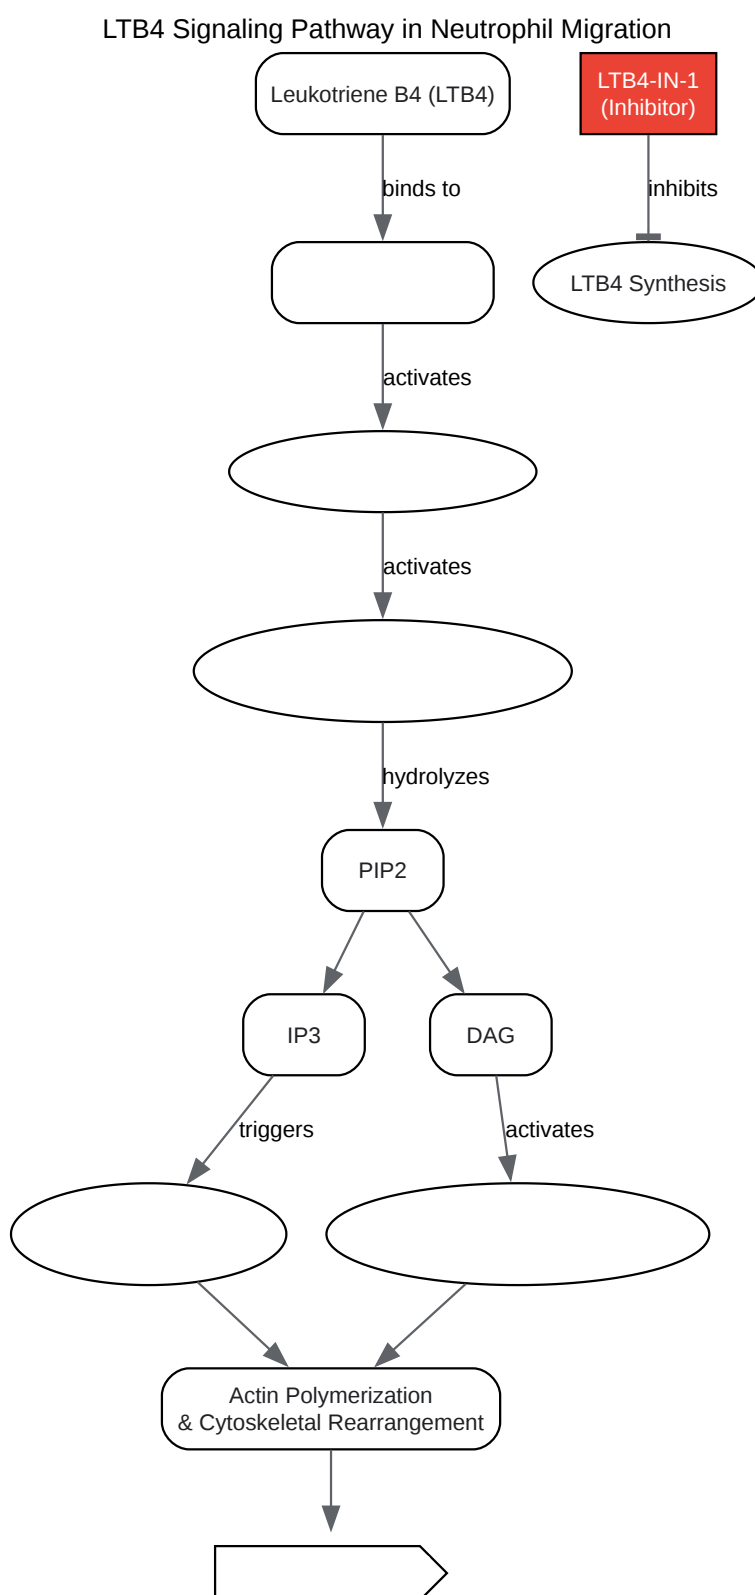 LTB4 Signaling Pathway in Neutrophil Migration
Leukotriene B4 (LTB4)
LTB4-IN-1
(Inhibitor)
binds to
inhibits
LTB4 Synthesis
activates
activates
hydrolyzes
PIP2
IP3
DAG
triggers
activates
Actin Polymerization
& Cytoskeletal Rearrangement